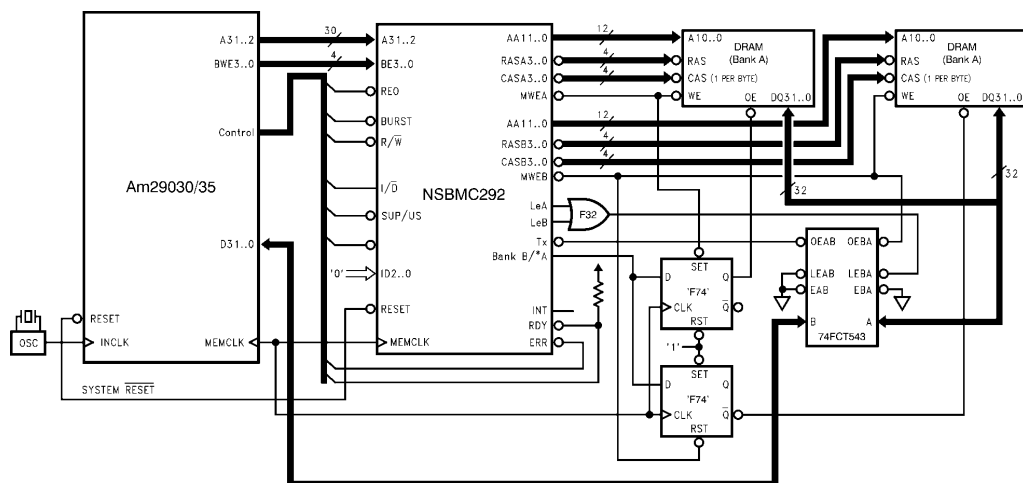 Am29030/35
A31..2
BWE3..0
Control
D31..0
RESET
INCLK
MEMCLK
OSC
SYSTEM RESET
30
4
NSBMC292
A31..2
BE3..0
REQ
BURST
R/W
I/D
SUP/US
'0'
ID2..0
RESET
MEMCLK
AA11..0
RASA3..0
CASA3..0
MWEA
AA11..0
RASB3..0
CASB3..0
MWEB
LeA
LeB
Tx
Bank B/*A
INT
RDY
ERR
12
4
4
12
4
4
F32
A10..0
DRAM
(Bank A)
RAS
CAS (1 PER BYTE)
WE
OE
DQ31..0
32
A10..0
DRAM
(Bank A)
RAS
CAS (1 PER BYTE)
WE
OE
DQ31..0
32
SET
D
Q
'F74'
CLK
Q
RST
'1'
SET
D
Q
'F74'
CLK
Q
RST
OEAB
OEBA
LEAB
LEBA
EAB
EBA
B
A
74FCT543